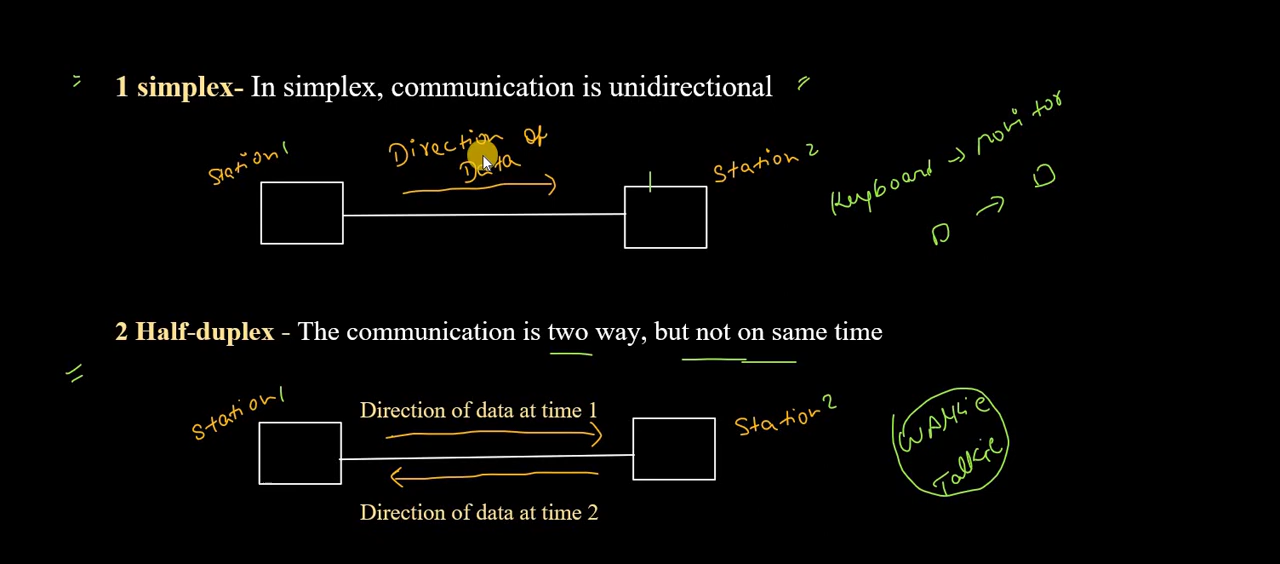 1 simplex- In simplex, communication is unidirectional
Direction of
Data
Station 1
Station 2
Keyboard → monitor
D → D
2 Half-duplex - The communication is two way, but not on same time
Station 1
Direction of data at time 1
Station 2
Direction of data at time 2
WAlkie
Talkie